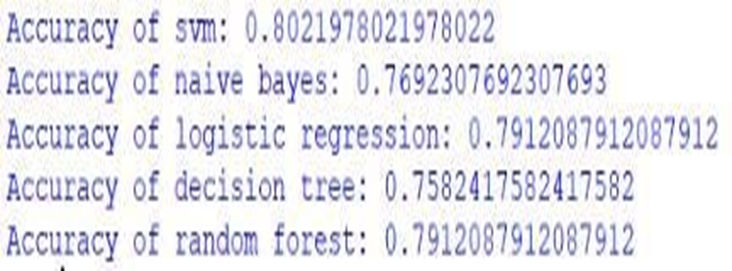 Accuracy of svm: 0.8021978021978022
Accuracy of naive bayes: 0.7692307692307693
Accuracy of logistic regression: 0.7912087912087912
Accuracy of decision tree: 0.7582417582417582
Accuracy of random forest: 0.7912087912087912